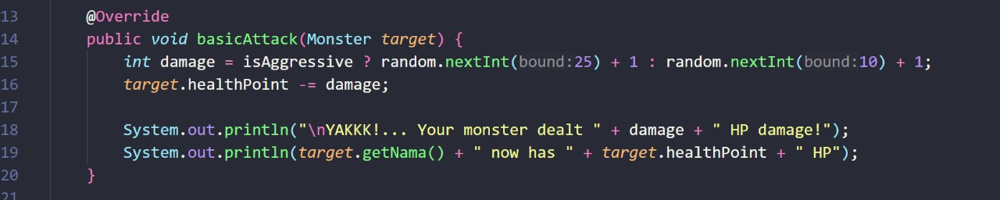 13 @Override
14 public void basicAttack(Monster target) {
15 int damage = isAggressive ? random.nextInt(bound:25) + 1 : random.nextInt(bound:10) + 1;
16 target.healthPoint -= damage;
17
18 System.out.println("\nYAKKK!... Your monster dealt " + damage + " HP damage!");
19 System.out.println(target.getNama() + " now has " + target.healthPoint + " HP");
20 }
21